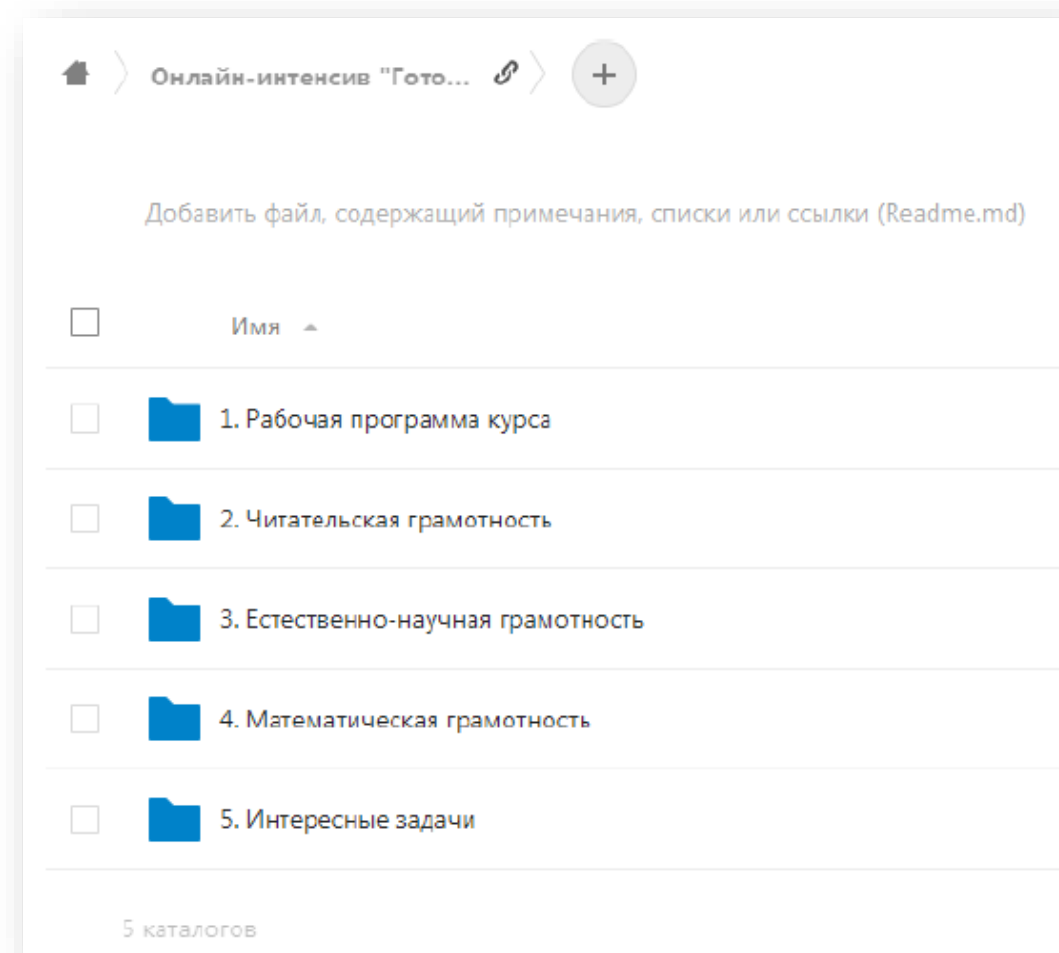 Онлайн-интенсив "Гото...
Добавить файл, содержащий примечания, списки или ссылки (Readme.md)
Имя
1. Рабочая программа курса
2. Читательская грамотность
3. Естественно-научная грамотность
4. Математическая грамотность
5. Интересные задачи
5 каталогов